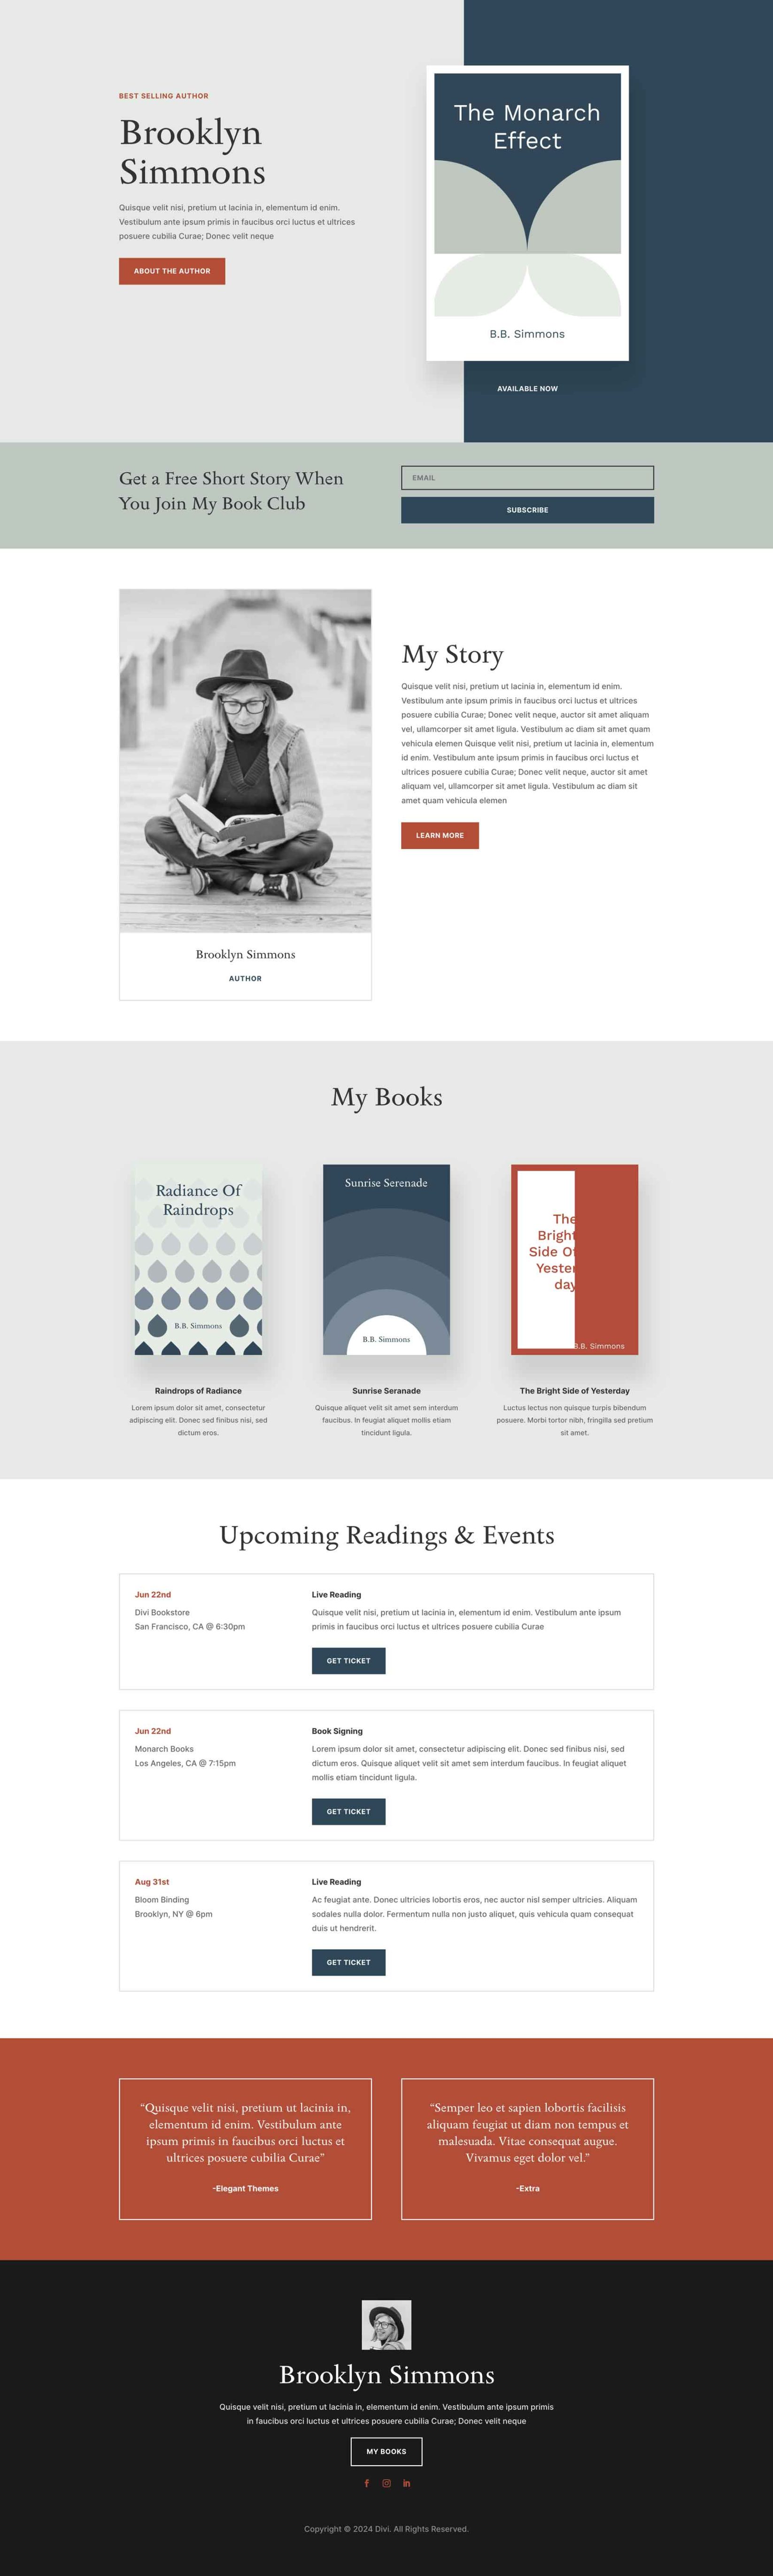 BEST SELLING AUTHOR
Brooklyn
Simmons
Quisque velit nisi, pretium ut lacinia in, elementum id enim.
Vestibulum ante ipsum primis in faucibus orci luctus et ultrices
posuere cubilia Curae; Donec velit neque
ABOUT THE AUTHOR
The Monarch
Effect
B.B. Simmons
AVAILABLE NOW
Get a Free Short Story When
You Join My Book Club
EMAIL
SUBSCRIBE
Brooklyn Simmons
AUTHOR
My Story
Quisque velit nisi, pretium ut lacinia in, elementum id enim.
Vestibulum ante ipsum primis in faucibus orci luctus et ultrices
posuere cubilia Curae; Donec velit neque, auctor sit amet aliquam
vel, ullamcorper sit amet ligula. Vestibulum ac diam sit amet quam
vehicula elemen Quisque velit nisi, pretium ut lacinia in, elementum
id enim. Vestibulum ante ipsum primis in faucibus orci luctus et
ultrices posuere cubilia Curae; Donec velit neque, auctor sit amet
aliquam vel, ullamcorper sit amet ligula. Vestibulum ac diam sit
amet quam vehicula elemen
LEARN MORE
My Books
Radiance Of
Raindrops
B.B. Simmons
Raindrops of Radiance
Lorem ipsum dolor sit amet, consectetur
adipiscing elit. Donec sed finibus nisi, sed
dictum eros.
Sunrise Serenade
B.B. Simmons
Sunrise Seranade
Quisque aliquet velit sit amet sem interdum
faucibus. In feugiat aliquet mollis etiam
tincidunt ligula.
The
Bright
Side Of
Yester
day
B.B. Simmons
The Bright Side of Yesterday
Luctus lectus non quisque turpis bibendum
posuere. Morbi tortor nibh, fringilla sed pretium
sit amet.
Upcoming Readings & Events
Jun 22nd
Divi Bookstore
San Francisco, CA @ 6:30pm
Live Reading
Quisque velit nisi, pretium ut lacinia in, elementum id enim. Vestibulum ante ipsum
primis in faucibus orci luctus et ultrices posuere cubilia Curae
GET TICKET
Jun 22nd
Monarch Books
Los Angeles, CA @ 7:15pm
Book Signing
Lorem ipsum dolor sit amet, consectetur adipiscing elit. Donec sed finibus nisi, sed
dictum eros. Quisque aliquet velit sit amet sem interdum faucibus. In feugiat aliquet
mollis etiam tincidunt ligula.
GET TICKET
Aug 31st
Bloom Binding
Brooklyn, NY @ 6pm
Live Reading
Ac feugiat ante. Donec ultricies lobortis eros, nec auctor nisl semper ultricies. Aliquam
sodales nulla dolor. Fermentum nulla non justo aliquet, quis vehicula quam consequat
duis ut hendrerit.
GET TICKET
“Quisque velit nisi, pretium ut lacinia in,
elementum id enim. Vestibulum ante
ipsum primis in faucibus orci luctus et
ultrices posuere cubilia Curae”
-Elegant Themes
“Semper leo et sapien lobortis facilisis
aliquam feugiat ut diam non tempus et
malesuada. Vitae consequat augue.
Vivamus eget dolor vel.”
-Extra
Brooklyn Simmons
Quisque velit nisi, pretium ut lacinia in, elementum id enim. Vestibulum ante ipsum primis
in faucibus orci luctus et ultrices posuere cubilia Curae; Donec velit neque
MY BOOKS
Copyright © 2024 Divi. All Rights Reserved.